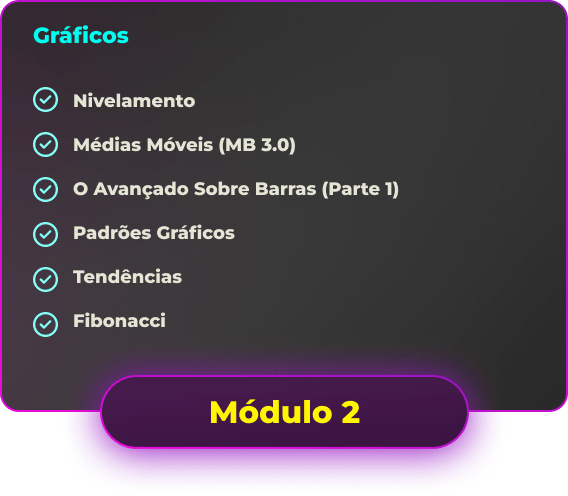 Gráficos
Nivelamento
Médias Móveis (MB 3.0)
O Avançado Sobre Barras (Parte 1)
Padrões Gráficos
Tendências
Fibonacci
Módulo 2